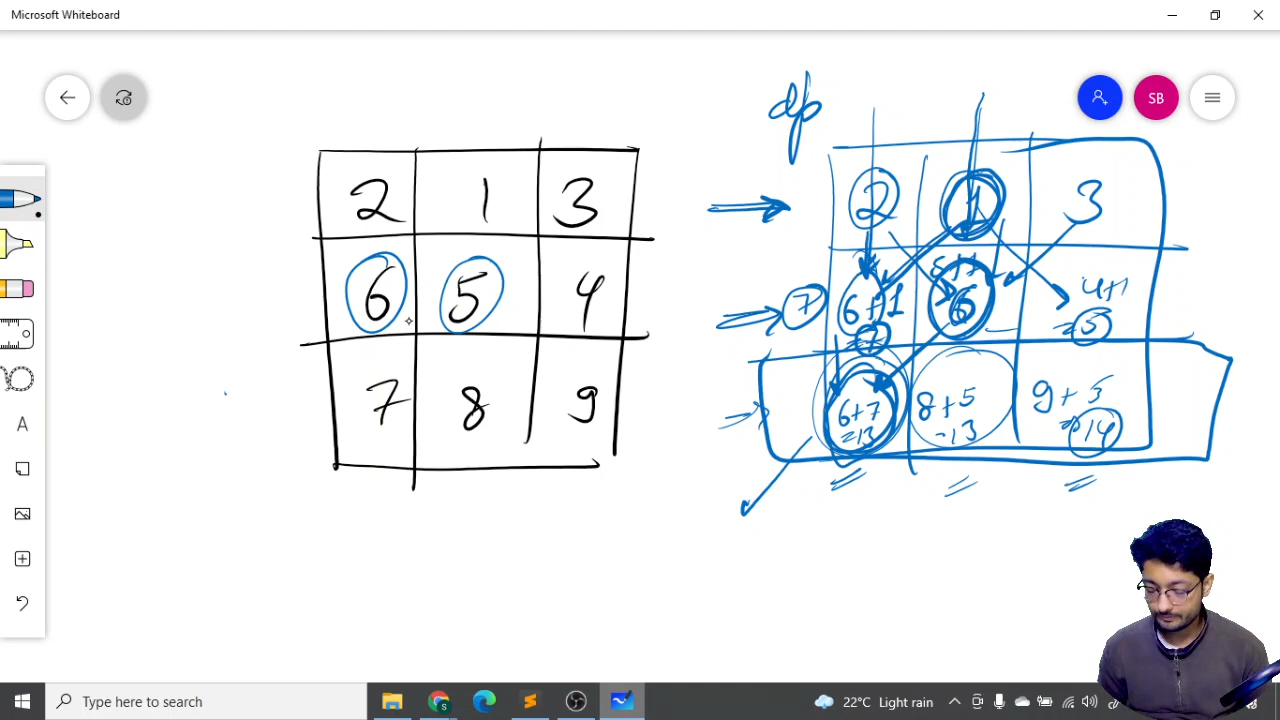 Microsoft Whiteboard
SB
dp
2 1 3
2 1 3
6 5 4
7 6+1 5+1 4+1
=7 6 =5
7 8 9
6+7 8+5 9+5
=13 =13 =14
A
Type here to search
22°C Light rain